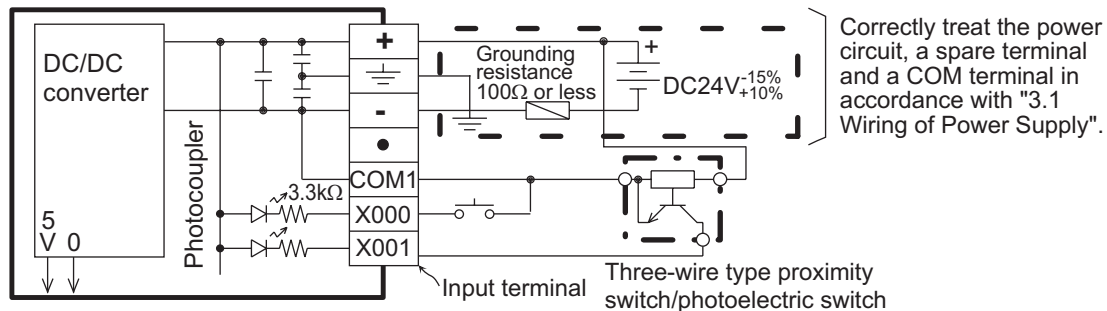 DC/DC
converter
5
V 0
Photocoupler
3.3kΩ
+
-
●
COM1
X000
X001
Grounding
resistance
100Ω or less
+
DC24V -15%
+10%
Input terminal
Three-wire type proximity
switch/photoelectric switch
Correctly treat the power
circuit, a spare terminal
and a COM terminal in
accordance with "3.1
Wiring of Power Supply".